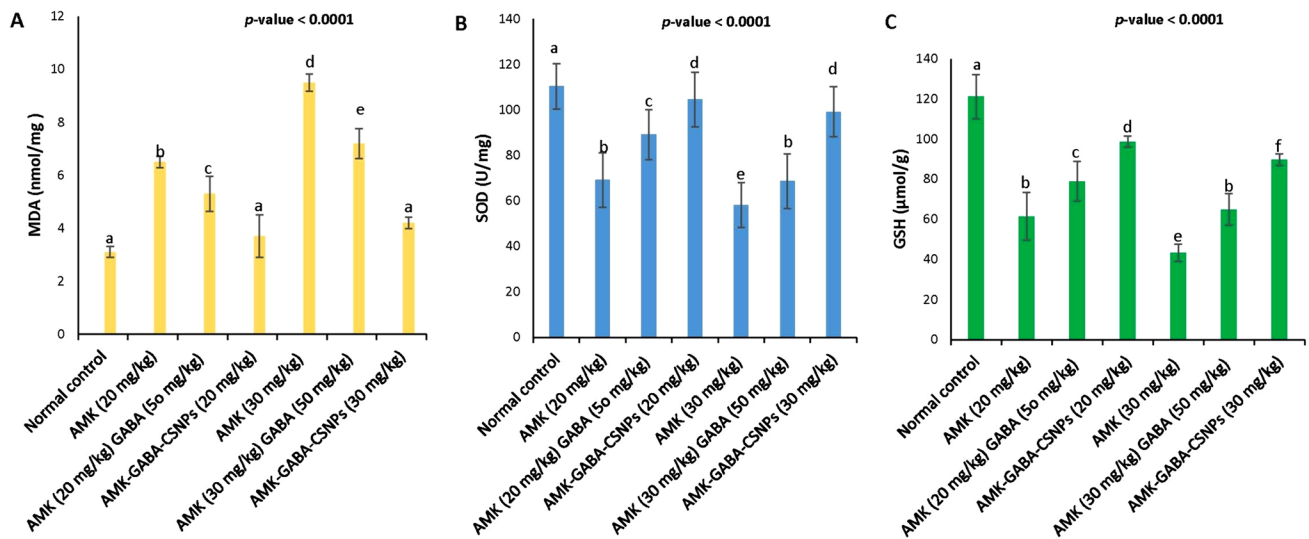 A
p-value < 0.0001
MDA (nmol/mg )
12
10
8
6
4
2
0
a
b
c
a
d
e
a
Normal control
AMK (20 mg/kg)
AMK (20 mg/kg) GABA (5o mg/kg)
AMK-GABA-CSNPs (20 mg/kg)
AMK (30 mg/kg)
AMK (30 mg/kg) GABA (50 mg/kg)
AMK-GABA-CSNPs (30 mg/kg)
B
p-value < 0.0001
SOD (U/mg)
140
120
100
80
60
40
20
0
a
b
c
d
e
b
d
Normal control
AMK (20 mg/kg)
AMK (20 mg/kg) GABA (5o mg/kg)
AMK-GABA-CSNPs (20 mg/kg)
AMK (30 mg/kg)
AMK (30 mg/kg) GABA (50 mg/kg)
AMK-GABA-CSNPs (30 mg/kg)
C
p-value < 0.0001
GSH (µmol/g)
140
120
100
80
60
40
20
0
a
b
c
d
e
b
f
Normal control
AMK (20 mg/kg)
AMK (20 mg/kg) GABA (5o mg/kg)
AMK-GABA-CSNPs (20 mg/kg)
AMK (30 mg/kg)
AMK (30 mg/kg) GABA (50 mg/kg)
AMK-GABA-CSNPs (30 mg/kg)